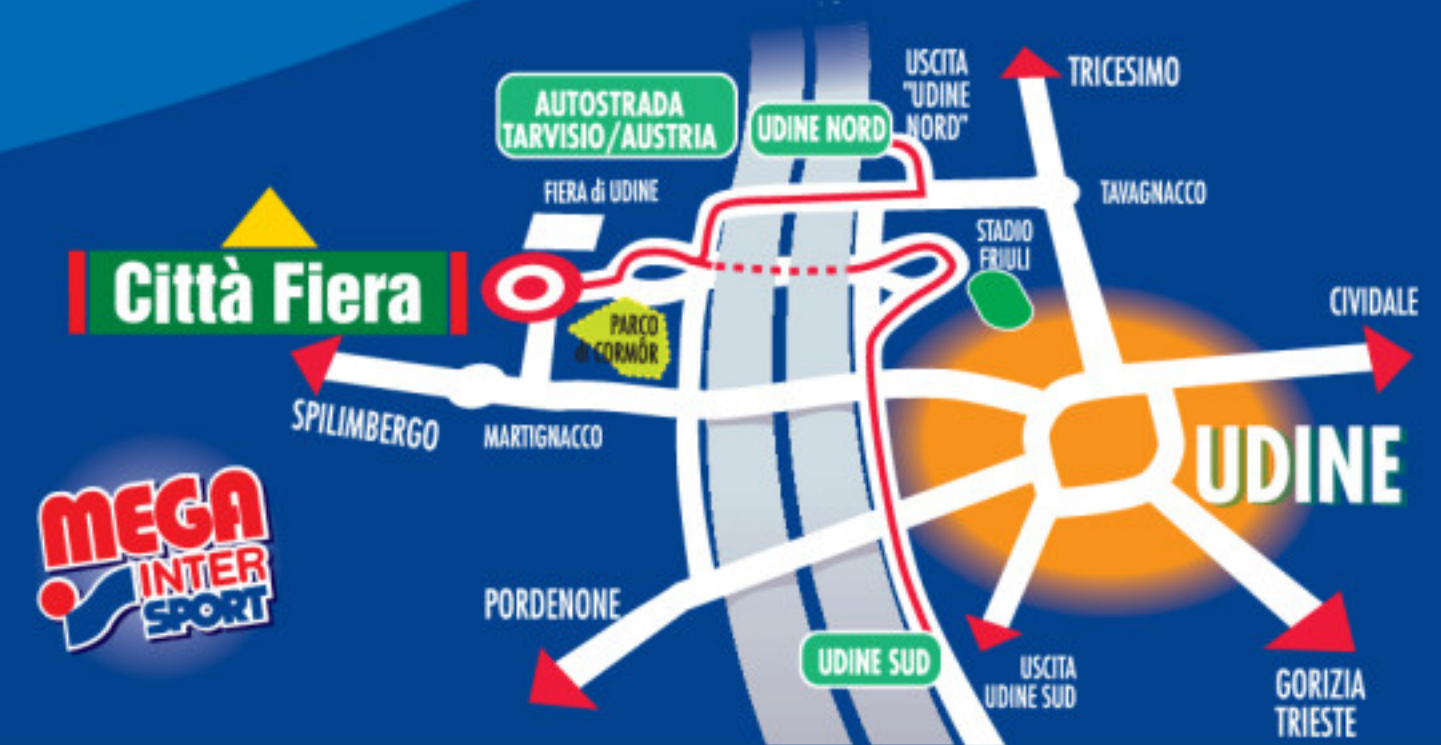 AUTOSTRADA
TARVISIO/AUSTRIA
UDINE NORD
USCITA
"UDINE
NORD"
TRICESIMO
FIERA di UDINE
TAVAGNACCO
STADIO
FRIULI
Città Fiera
PARCO
di CORMÔR
CIVIDALE
SPILIMBERGO
MARTIGNACCO
UDINE
MEGA
INTER
SPORT
PORDENONE
UDINE SUD
USCITA
UDINE SUD
GORIZIA
TRIESTE